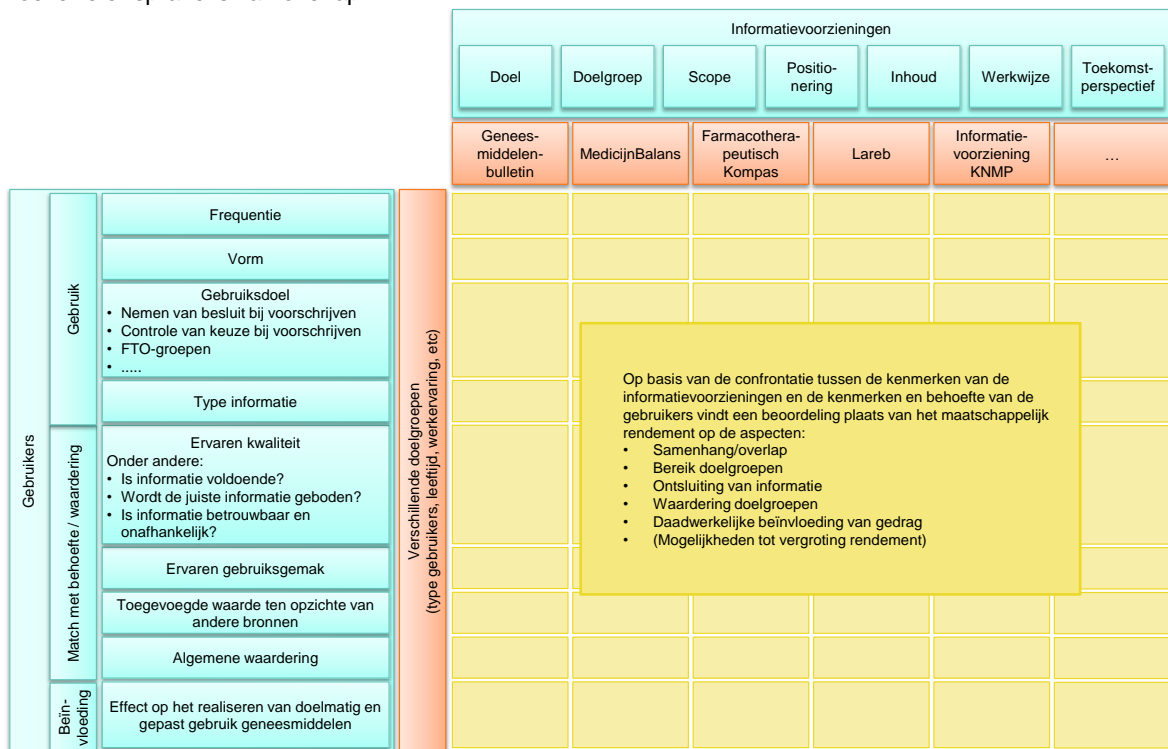 Informatievoorzieningen
Doel
Doelgroep
Scope
Positio-
nering
Inhoud
Werkwijze
Toekomst-
perspectief
Genees-
middelen-
bulletin
MedicijnBalans
Farmacothera-
peutisch
Kompas
Lareb
Informatie-
voorziening
KNMP
...
Gebruikers
Gebruik
Frequentie
Vorm
Gebruiksdoel
• Nemen van besluit bij voorschrijven
• Controle van keuze bij voorschrijven
• FTO-groepen
• .....
Type informatie
Match met behoefte / waardering
Ervaren kwaliteit
Onder andere:
• Is informatie voldoende?
• Wordt de juiste informatie geboden?
• Is informatie betrouwbaar en
onafhankelijk?
Ervaren gebruiksgemak
Toegevoegde waarde ten opzichte van
andere bronnen
Algemene waardering
Beïn-
vloeding
Effect op het realiseren van doelmatig en
gepast gebruik geneesmiddelen
Verschillende doelgroepen
(type gebruikers, leeftijd, werkervaring, etc)
Op basis van de confrontatie tussen de kenmerken van de
informatievoorzieningen en de kenmerken en behoefte van de
gebruikers vindt een beoordeling plaats van het maatschappelijk
rendement op de aspecten:
• Samenhang/overlap
• Bereik doelgroepen
• Ontsluiting van informatie
• Waardering doelgroepen
• Daadwerkelijke beïnvloeding van gedrag
• (Mogelijkheden tot vergroting rendement)